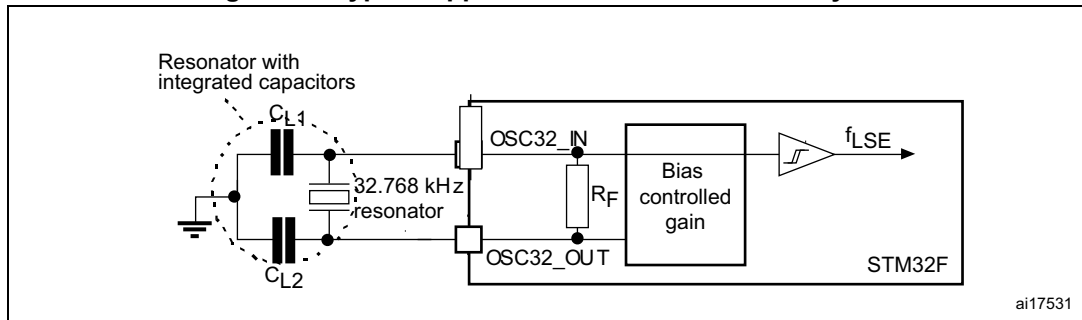 Resonator with
integrated capacitors
CL1
OSC32_IN
fLSE
32.768 kHz
resonator
RF
Bias
controlled
gain
OSC32_OUT
STM32F
CL2
ai17531